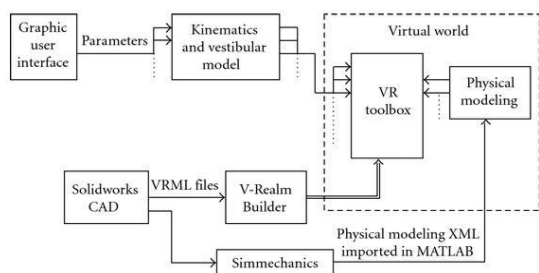 Graphic
user
interface
Parameters
Kinematics
and vestibular
model
Virtual world
VR
toolbox
Physical
modeling
Solidworks
CAD
VRML files
V-Realm
Builder
Simmechanics
Physical modeling XML
imported in MATLAB